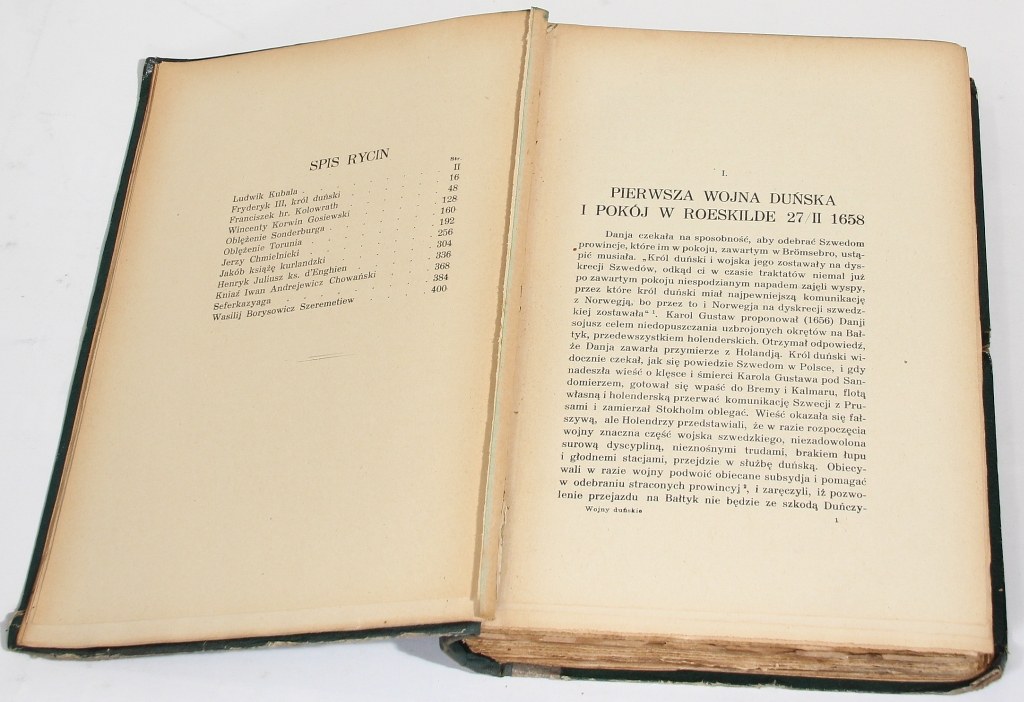 SPIS RYCIN
str.
Ludwik Kubala . . . . . . II
Fryderyk III, król duński . . . . . 16
Franciszek hr. Kolowrath . . . . . 48
Wincenty Korwin Gosiewski . . . . . 128
Oblężenie Sonderburga . . . . . 160
Oblężenie Torunia . . . . . 192
Jerzy Chmielnicki . . . . . 256
Jakób książę kurlandzki . . . . . 304
Henryk Juliusz ks. d'Enghien . . . . . 336
Kniaź Iwan Andrejewicz Chowański . . . . 368
Seferkazyaga . . . . . . 384
Wasilij Borysowicz Szeremetiew . . . . 400
I.
PIERWSZA WOJNA DUŃSKA
I POKÓJ W ROESKILDE 27/II 1658
Danja czekała na sposobność, aby odebrać Szwedom
prowincje, które im w pokoju, zawartym w Brömsebro, ustą-
pić musiała. „Król duński i wojska jego zostawały na dys-
krecji Szwedów, odkąd ci w czasie traktatów niemal już
po zawartym pokoju niespodzianym napadem zajęli wyspy,
przez które król duński miał najpewniejszą komunikację
z Norwegją, bo przez to i Norwegja na dyskrecji szwedz-
kiej zostawała" ¹. Karol Gustaw proponował (1656) Danji
sojusz celem niedopuszczania uzbrojonych okrętów na Bał-
tyk, przedewszystkiem holenderskich. Otrzymał odpowiedź,
że Danja zawarła przymierze z Holandją. Król duński wi-
docznie czekał, jak się powiedzie Szwedom w Polsce, i gdy
nadeszła wieść o klęsce i śmierci Karola Gustawa pod San-
domierzem, gotował się wpaść do Bremy i Kalmaru, flotą
własną i holenderską przerwać komunikację Szwecji z Pru-
sami i zamierzał Stokholm oblegać. Wieść okazała się fał-
szywą, ale Holendrzy przedstawiali, że w razie rozpoczęcia
wojny znaczna część wojska szwedzkiego, niezadowolona
surową dyscypliną, nieznośnymi trudami, brakiem łupu
i głodnemi stacjami, przejdzie w służbę duńską. Obiecy-
wali w razie wojny podwoić obiecane subsydja i pomagać
w odebraniu straconych prowincyj ², i zaręczyli, iż pozwo-
lenie przejazdu na Bałtyk nie będzie ze szkodą Duńczy-
Wojny duńskie
1